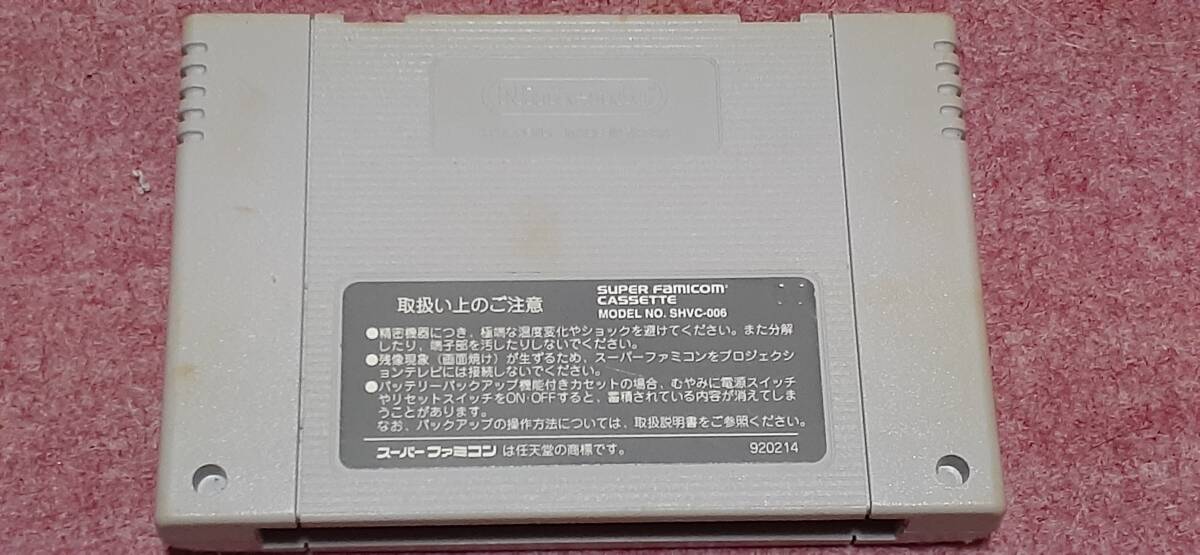 Nintendo
取扱い上のご注意
SUPER FAMICOM
CASSETTE
MODEL NO. SHVC-006
●精密機器につき、極端な温度変化やショックを避けてください。また分解
したり、端子部を汚したりしないでください。
●残像現象(画面焼け)が生ずるため、スーパーファミコンをプロジェクシ
ョンテレビには接続しないでください。
●バッテリーバックアップ機能付きカセットの場合、むやみに電源スイッチ
やリセットスイッチをON・OFFすると、蓄積されている内容が消えてしま
うことがあります。
なお、バックアップの操作方法については、取扱説明書をご参照ください。
スーパーファミコンは任天堂の商標です。
920214